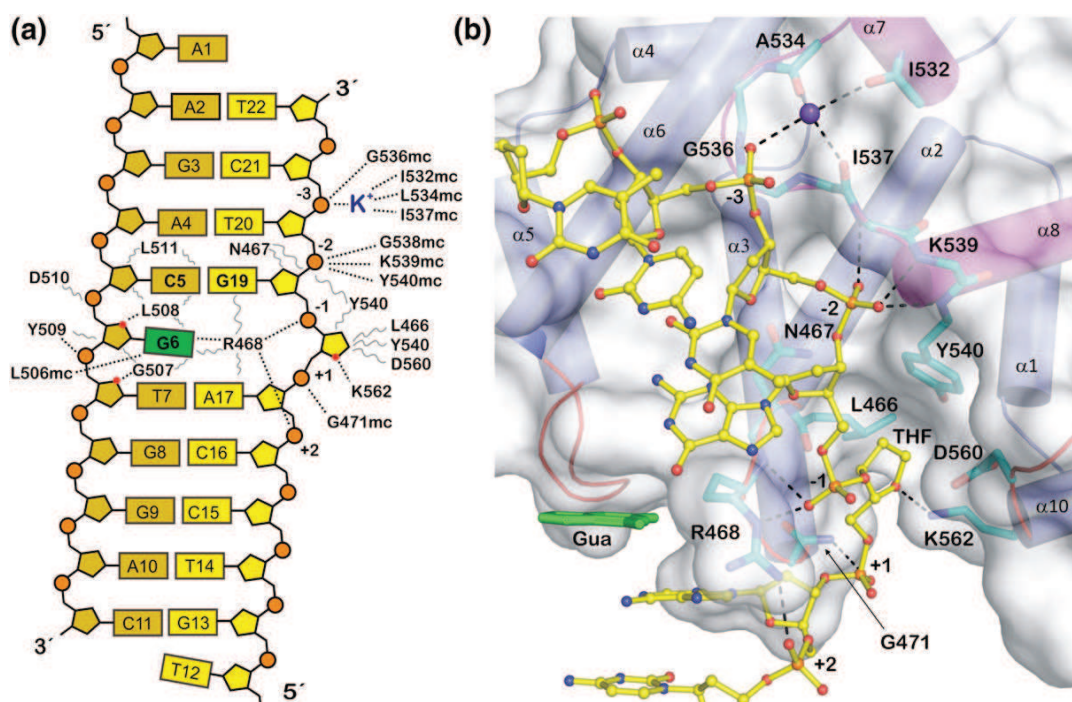 (a)
5´
A1
3´
A2 T22
G3 C21
G536mc
I532mc
-3
K+
L534mc
I537mc
A4 T20
L511
N467
-2
G538mc
K539mc
Y540mc
D510
C5 G19
L508
-1
Y540
Y509
G6
R468
L466
Y540
D560
L506mc
G507
+1
K562
T7 A17
G471mc
+2
G8 C16
G9 C15
A10 T14
3´
C11 G13
T12
5´
(b)
α4
A534
α7
I532
α6
G536
I537
α2
-3
α5
α3
K539
α8
-2
N467
Y540
α1
L466
THF
D560
-1
α10
Gua
R468
K562
+1
G471
+2